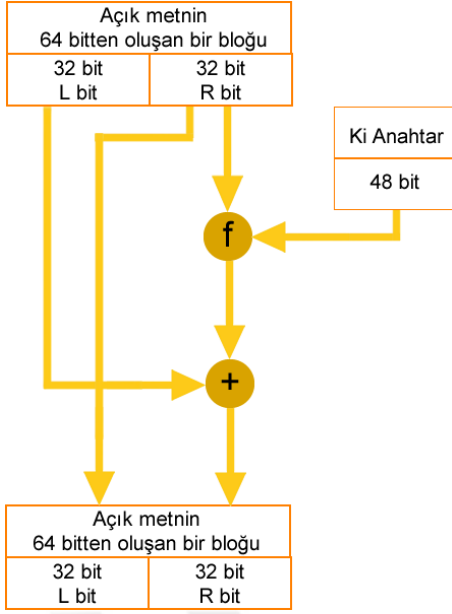 Açık metnin
64 bitten oluşan bir bloğu
32 bit
L bit
32 bit
R bit
Ki Anahtar
48 bit
f
+
Açık metnin
64 bitten oluşan bir bloğu
32 bit
L bit
32 bit
R bit